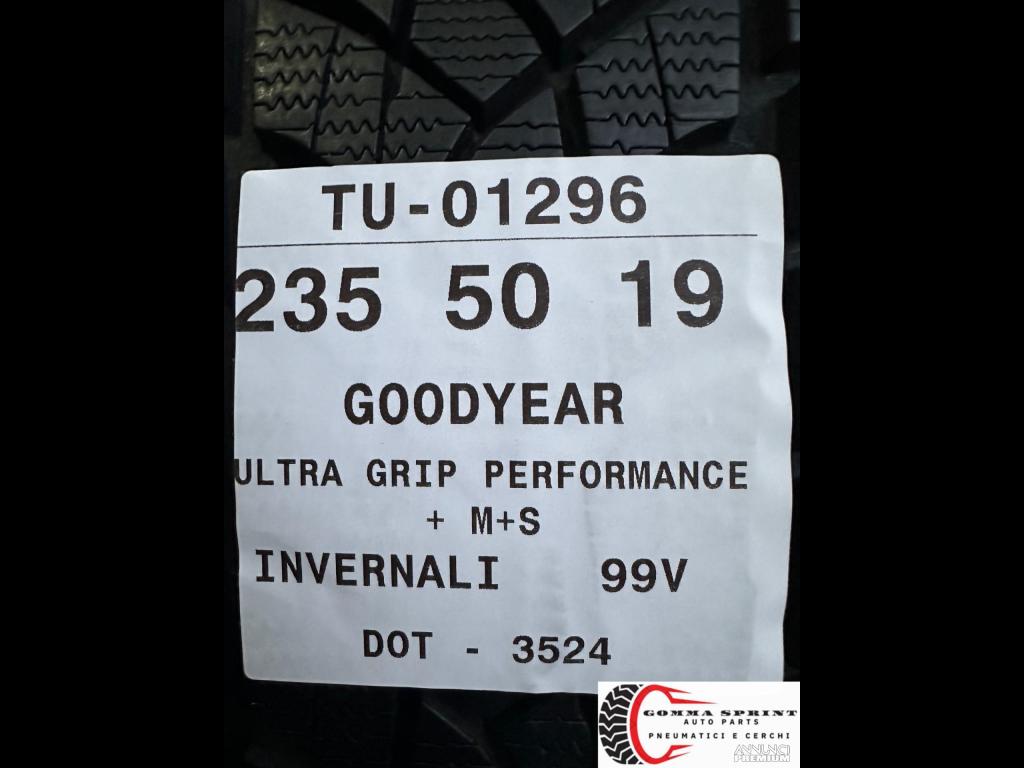 TU-01296
235 50 19
GOODYEAR
ULTRA GRIP PERFORMANCE
+ M+S
INVERNALI 99V
DOT - 3524
GOMMA SPRINT
AUTO PARTS
PNEUMATICI E CERCHI
ANNUNCI
PREMIUM